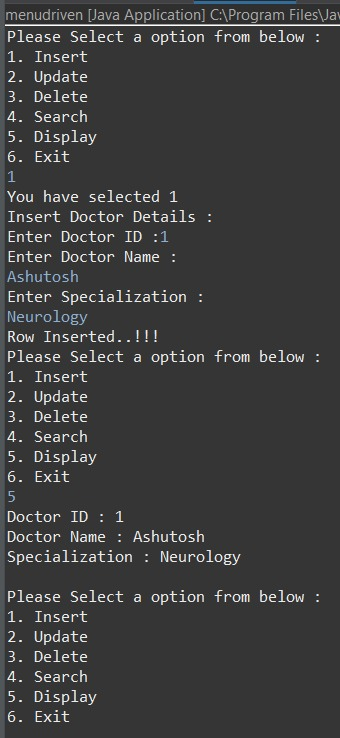 menudriven [Java Application] C:\Program Files\Jav
Please Select a option from below :
1. Insert
2. Update
3. Delete
4. Search
5. Display
6. Exit
1
You have selected 1
Insert Doctor Details :
Enter Doctor ID :1
Enter Doctor Name :
Ashutosh
Enter Specialization :
Neurology
Row Inserted..!!!
Please Select a option from below :
1. Insert
2. Update
3. Delete
4. Search
5. Display
6. Exit
5
Doctor ID : 1
Doctor Name : Ashutosh
Specialization : Neurology
Please Select a option from below :
1. Insert
2. Update
3. Delete
4. Search
5. Display
6. Exit